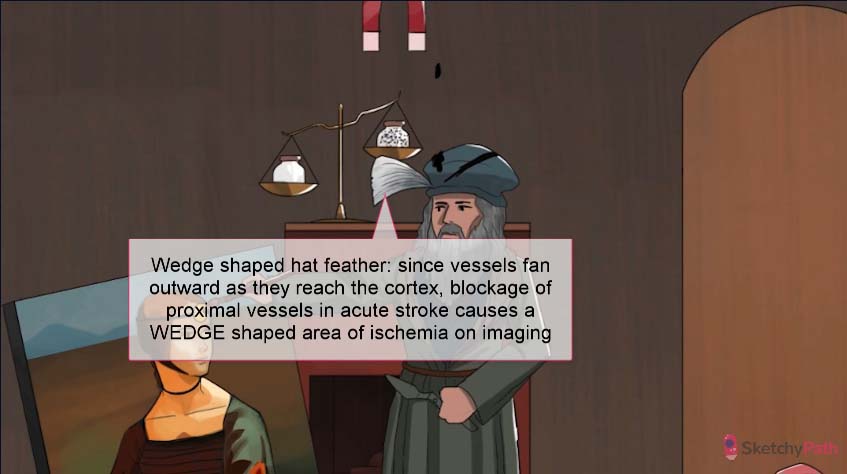 Wedge shaped hat feather: since vessels fan
outward as they reach the cortex, blockage of
proximal vessels in acute stroke causes a
WEDGE shaped area of ischemia on imaging
SketchyPath